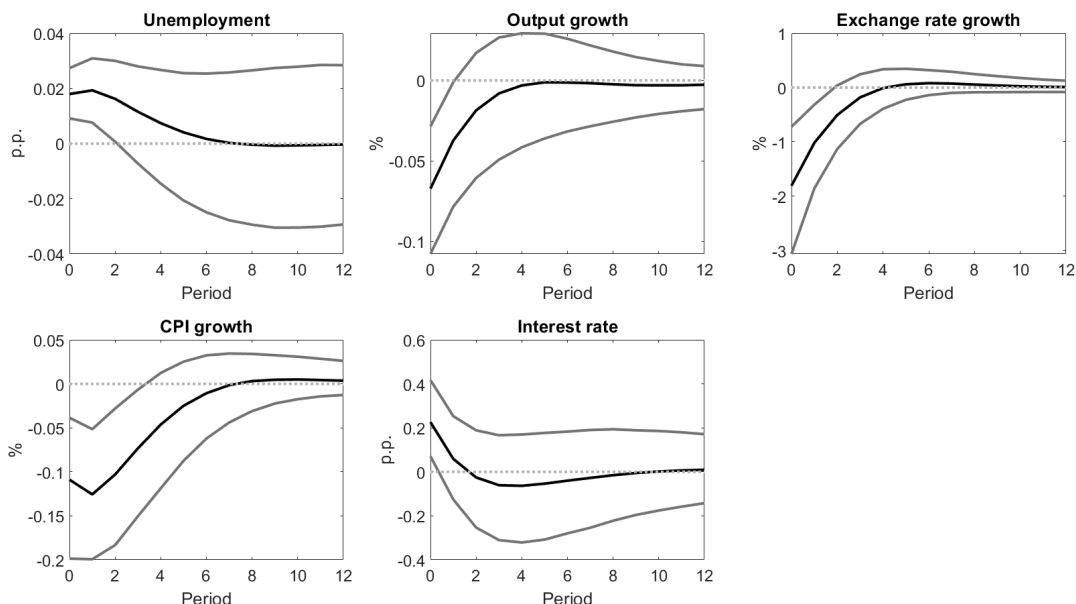 Unemployment
0.04
0.02
0
-0.02
-0.04
p.p.
0 2 4 6 8 10 12
Period
Output growth
0
-0.05
-0.1
%
0 2 4 6 8 10 12
Period
Exchange rate growth
1
0
-1
-2
-3
%
0 2 4 6 8 10 12
Period
CPI growth
0.05
0
-0.05
-0.1
-0.15
-0.2
%
0 2 4 6 8 10 12
Period
Interest rate
0.6
0.4
0.2
0
-0.2
-0.4
p.p.
0 2 4 6 8 10 12
Period